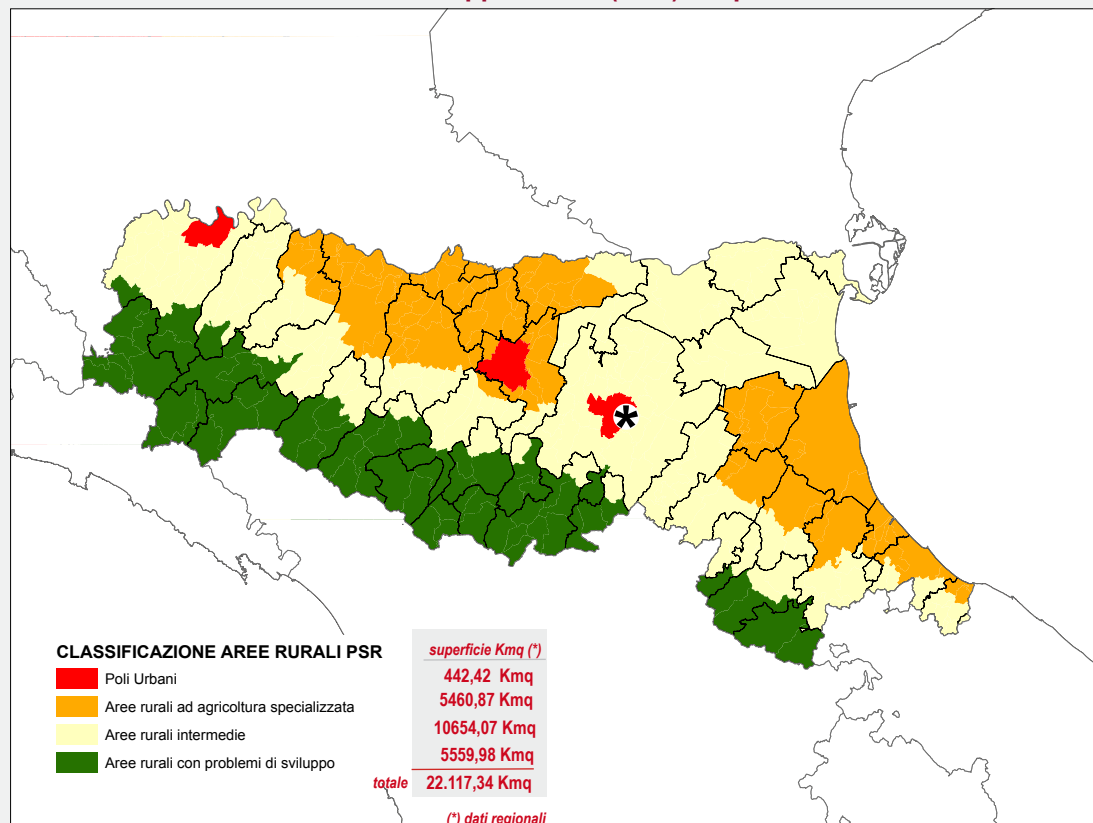 CLASSIFICAZIONE AREE RURALI PSR
superficie Kmq (*)
Poli Urbani
442,42 Kmq
Aree rurali ad agricoltura specializzata
5460,87 Kmq
Aree rurali intermedie
10654,07 Kmq
Aree rurali con problemi di sviluppo
5559,98 Kmq
totale 22.117,34 Kmq
(*) dati regionali